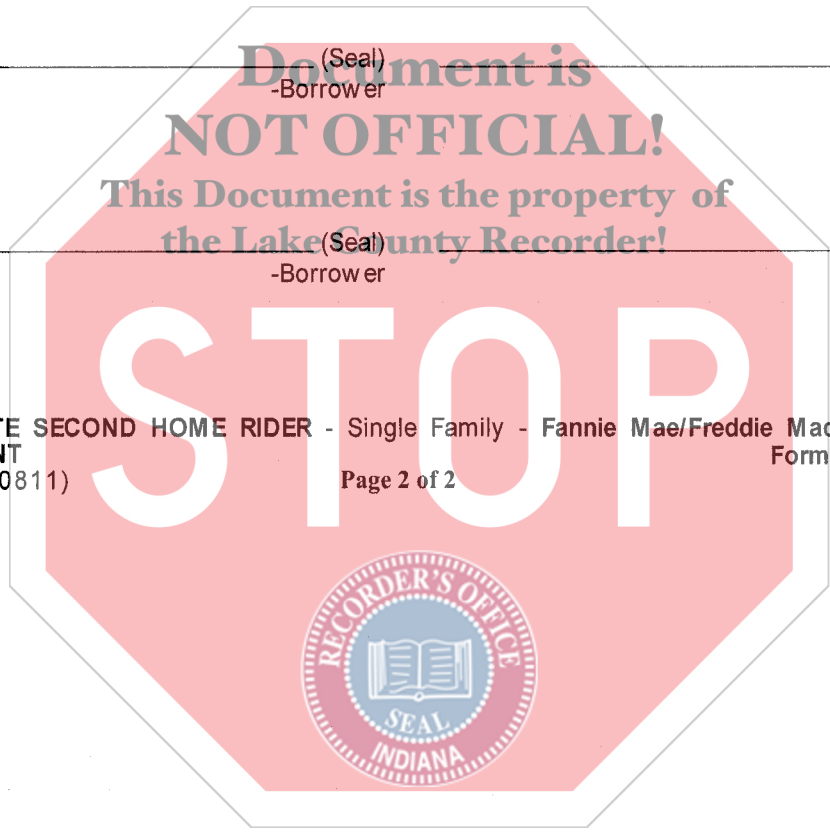 (Seal)
Document is
-Borrower
NOT OFFICIAL!
This Document is the property of
the Lake County Recorder!
(Seal)
-Borrower
STOP
TE SECOND HOME RIDER - Single Family - Fannie Mae/Freddie Mac
NT Form
0811) Page 2 of 2
RECORDER'S OFFICE
SEAL
INDIANA